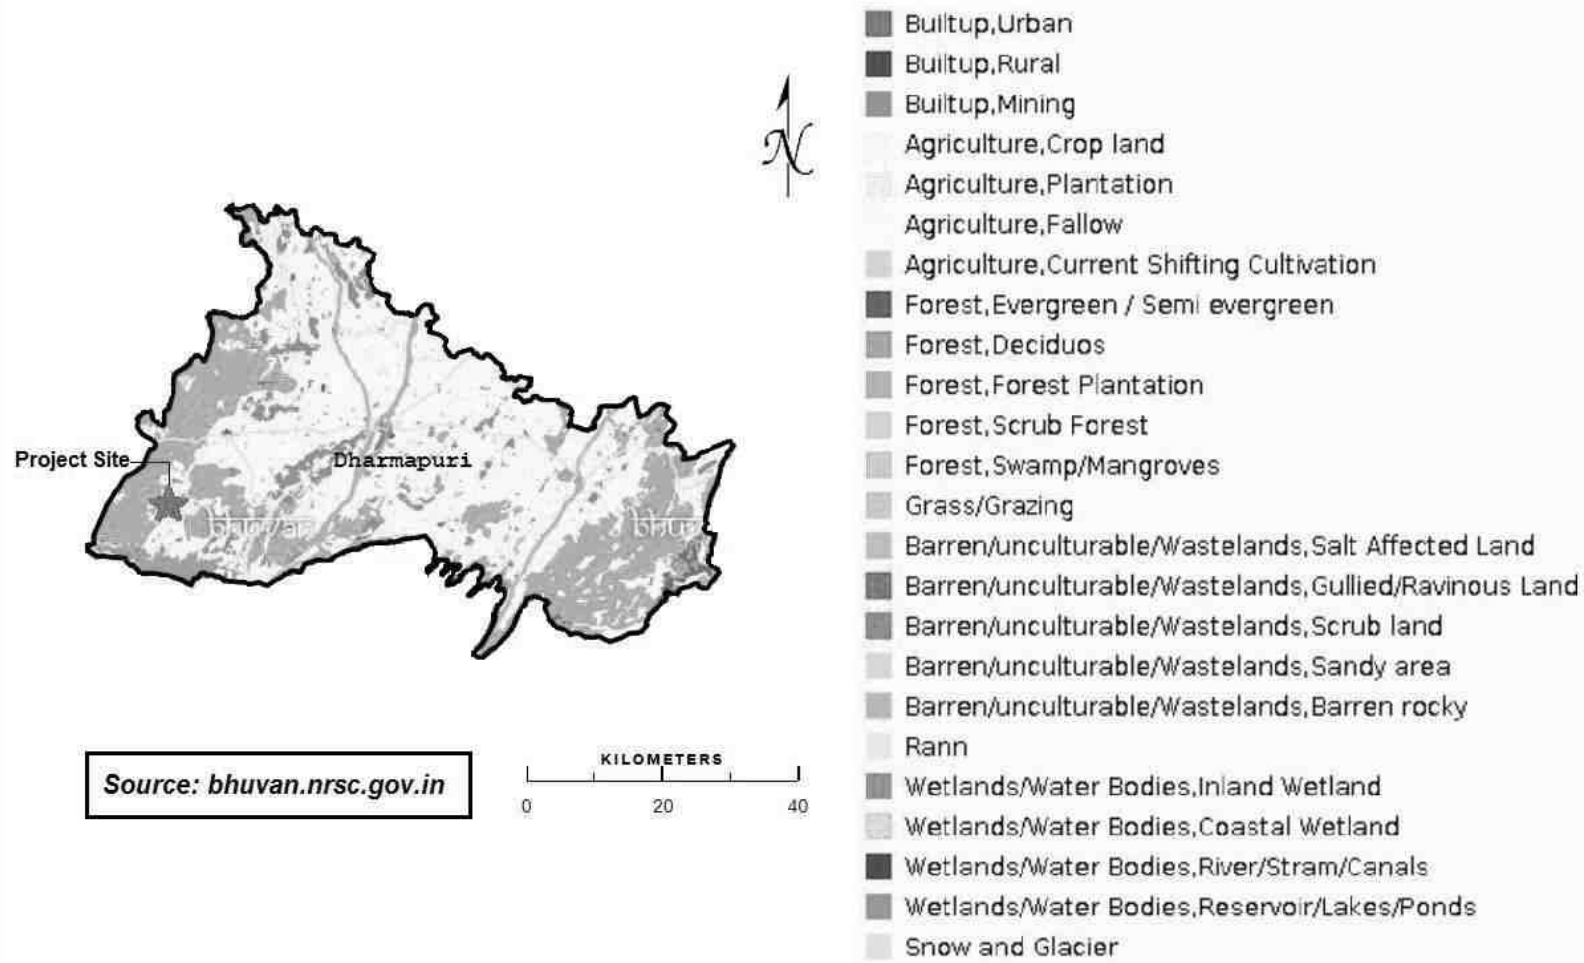 Builtup,Urban
Builtup,Rural
Builtup,Mining
Agriculture,Crop land
Agriculture,Plantation
Agriculture,Fallow
Agriculture,Current Shifting Cultivation
Forest,Evergreen / Semi evergreen
Forest,Deciduos
Forest,Forest Plantation
Forest,Scrub Forest
Forest,Swamp/Mangroves
Grass/Grazing
Barren/unculturable/Wastelands,Salt Affected Land
Barren/unculturable/Wastelands,Gullied/Ravinous Land
Barren/unculturable/Wastelands,Scrub land
Barren/unculturable/Wastelands,Sandy area
Barren/unculturable/Wastelands,Barren rocky
Rann
Wetlands/Water Bodies,Inland Wetland
Wetlands/Water Bodies,Coastal Wetland
Wetlands/Water Bodies,River/Stram/Canals
Wetlands/Water Bodies,Reservoir/Lakes/Ponds
Snow and Glacier
N
Project Site
Dharmapuri
bhuvan
bhuv
Source: bhuvan.nrsc.gov.in
KILOMETERS
0 20 40